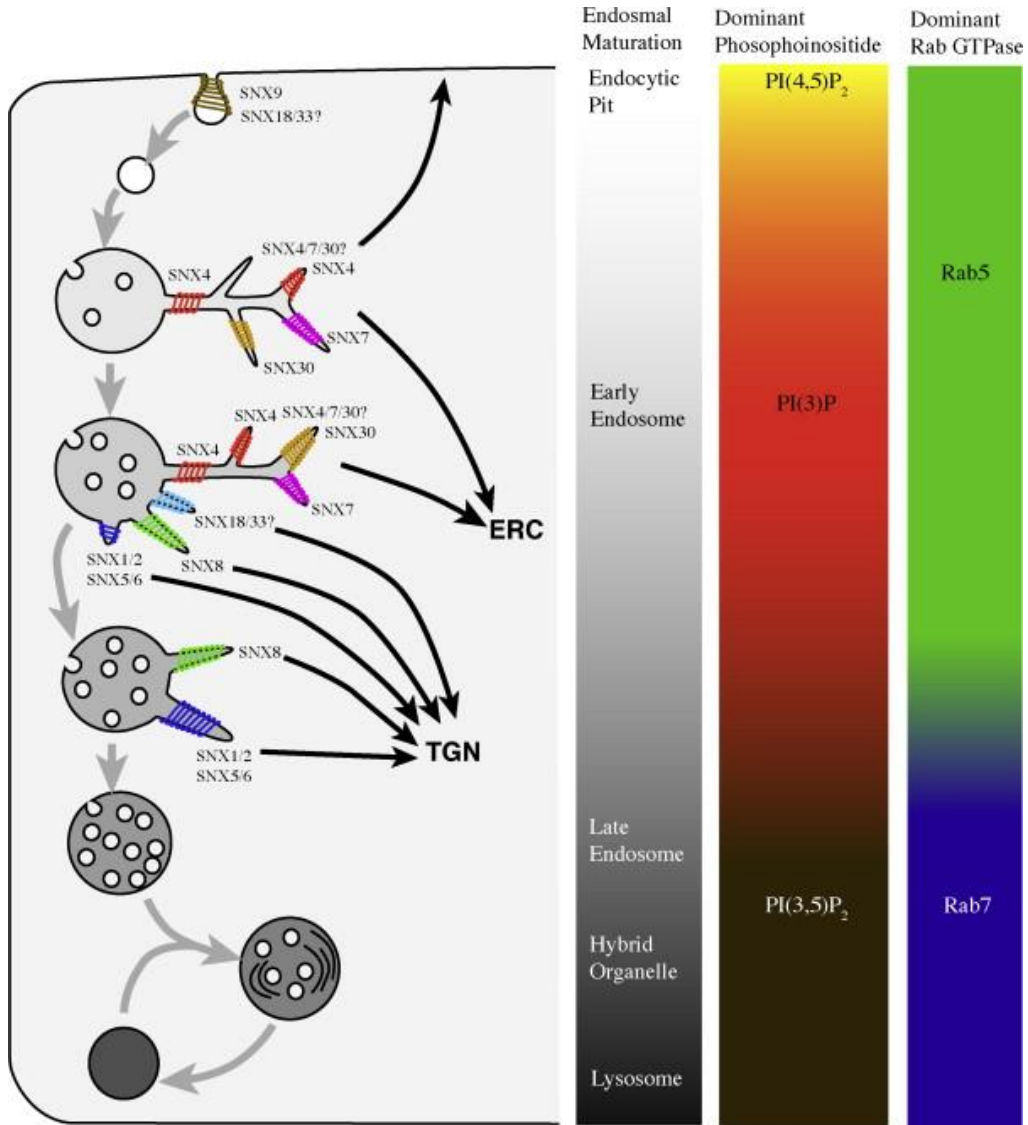 Endosmal
Maturation
Dominant
Phosophoinositide
Dominant
Rab GTPase
SNX9
SNX18/33?
Endocytic
Pit
PI(4,5)P₂
SNX4/7/30?
SNX4
SNX4
SNX7
SNX30
Rab5
Early
Endosome
PI(3)P
SNX4
SNX4/7/30?
SNX30
SNX4
SNX7
SNX18/33?
ERC
SNX1/2
SNX5/6
SNX8
SNX8
SNX1/2
SNX5/6
TGN
Late
Endosome
PI(3,5)P₂
Rab7
Hybrid
Organelle
Lysosome